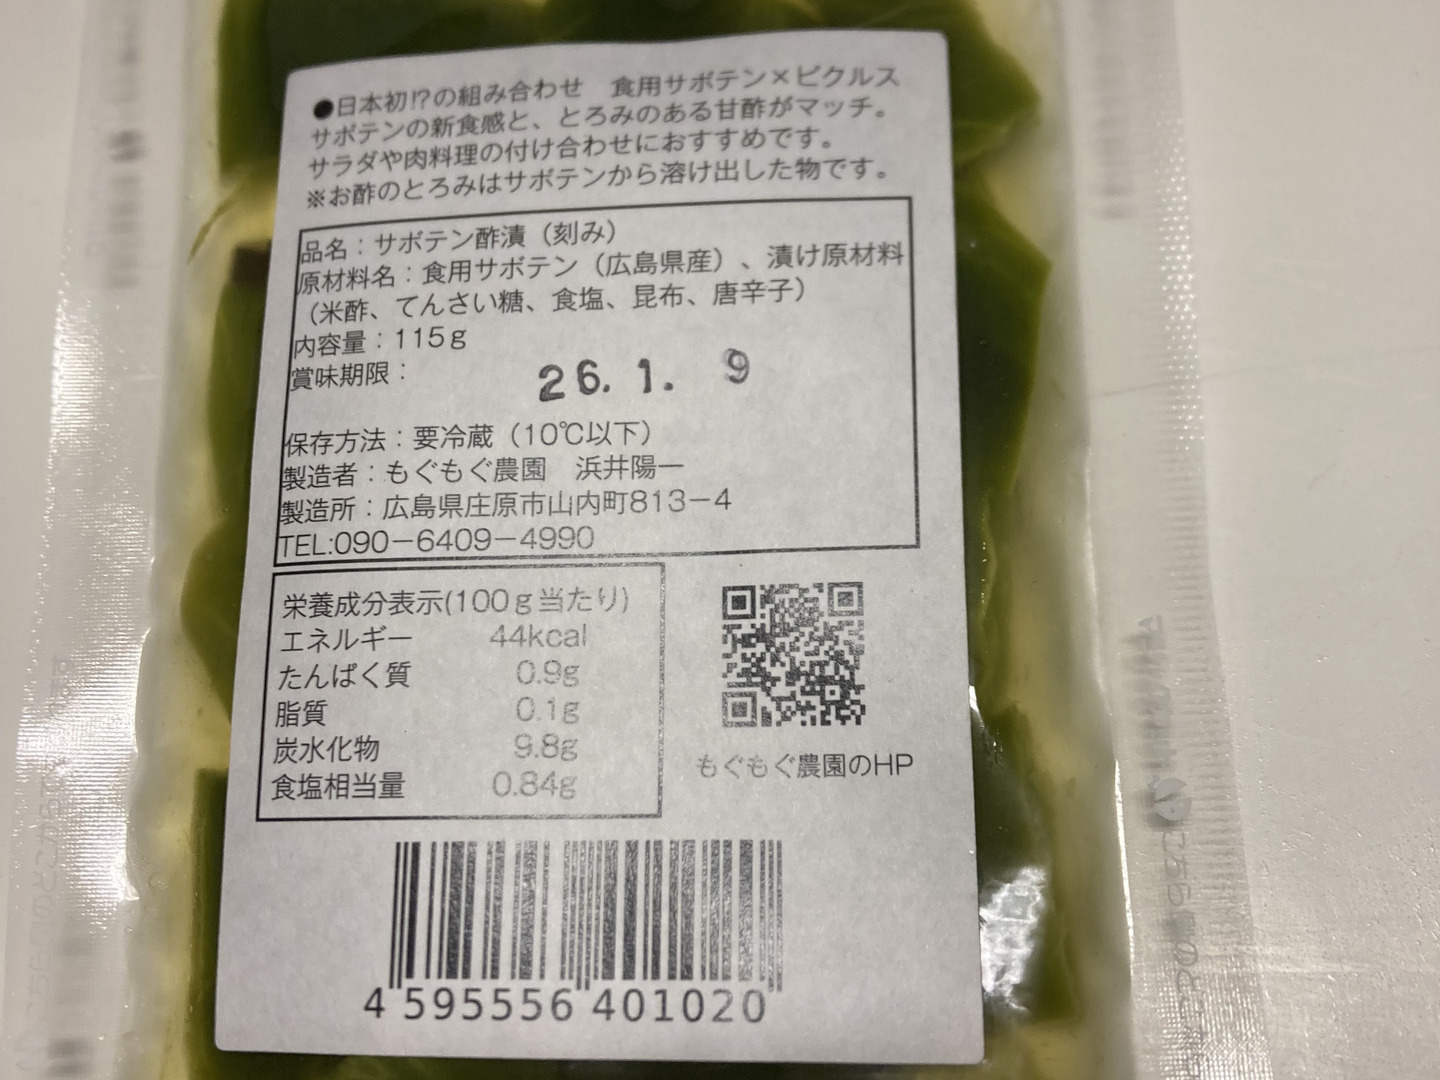 ●日本初!?の組み合わせ　食用サボテン×ピクルス
サボテンの新食感と、とろみのある甘酢がマッチ。
サラダや肉料理の付け合わせにおすすめです。
※お酢のとろみはサボテンから溶け出した物です。
品名：サボテン酢漬（刻み）
原材料名：食用サボテン（広島県産）、漬け原材料
（米酢、てんさい糖、食塩、昆布、唐辛子）
内容量：115g
賞味期限： 26. 1. 9
保存方法：要冷蔵（10℃以下）
製造者：もぐもぐ農園　浜井陽一
製造所：広島県庄原市山内町813－4
TEL:090－6409－4990
栄養成分表示(100g当たり)
エネルギー 44kcal
たんぱく質 0.9g
脂質 0.1g
炭水化物 9.8g
食塩相当量 0.84g
もぐもぐ農園のHP
4 595556 401020